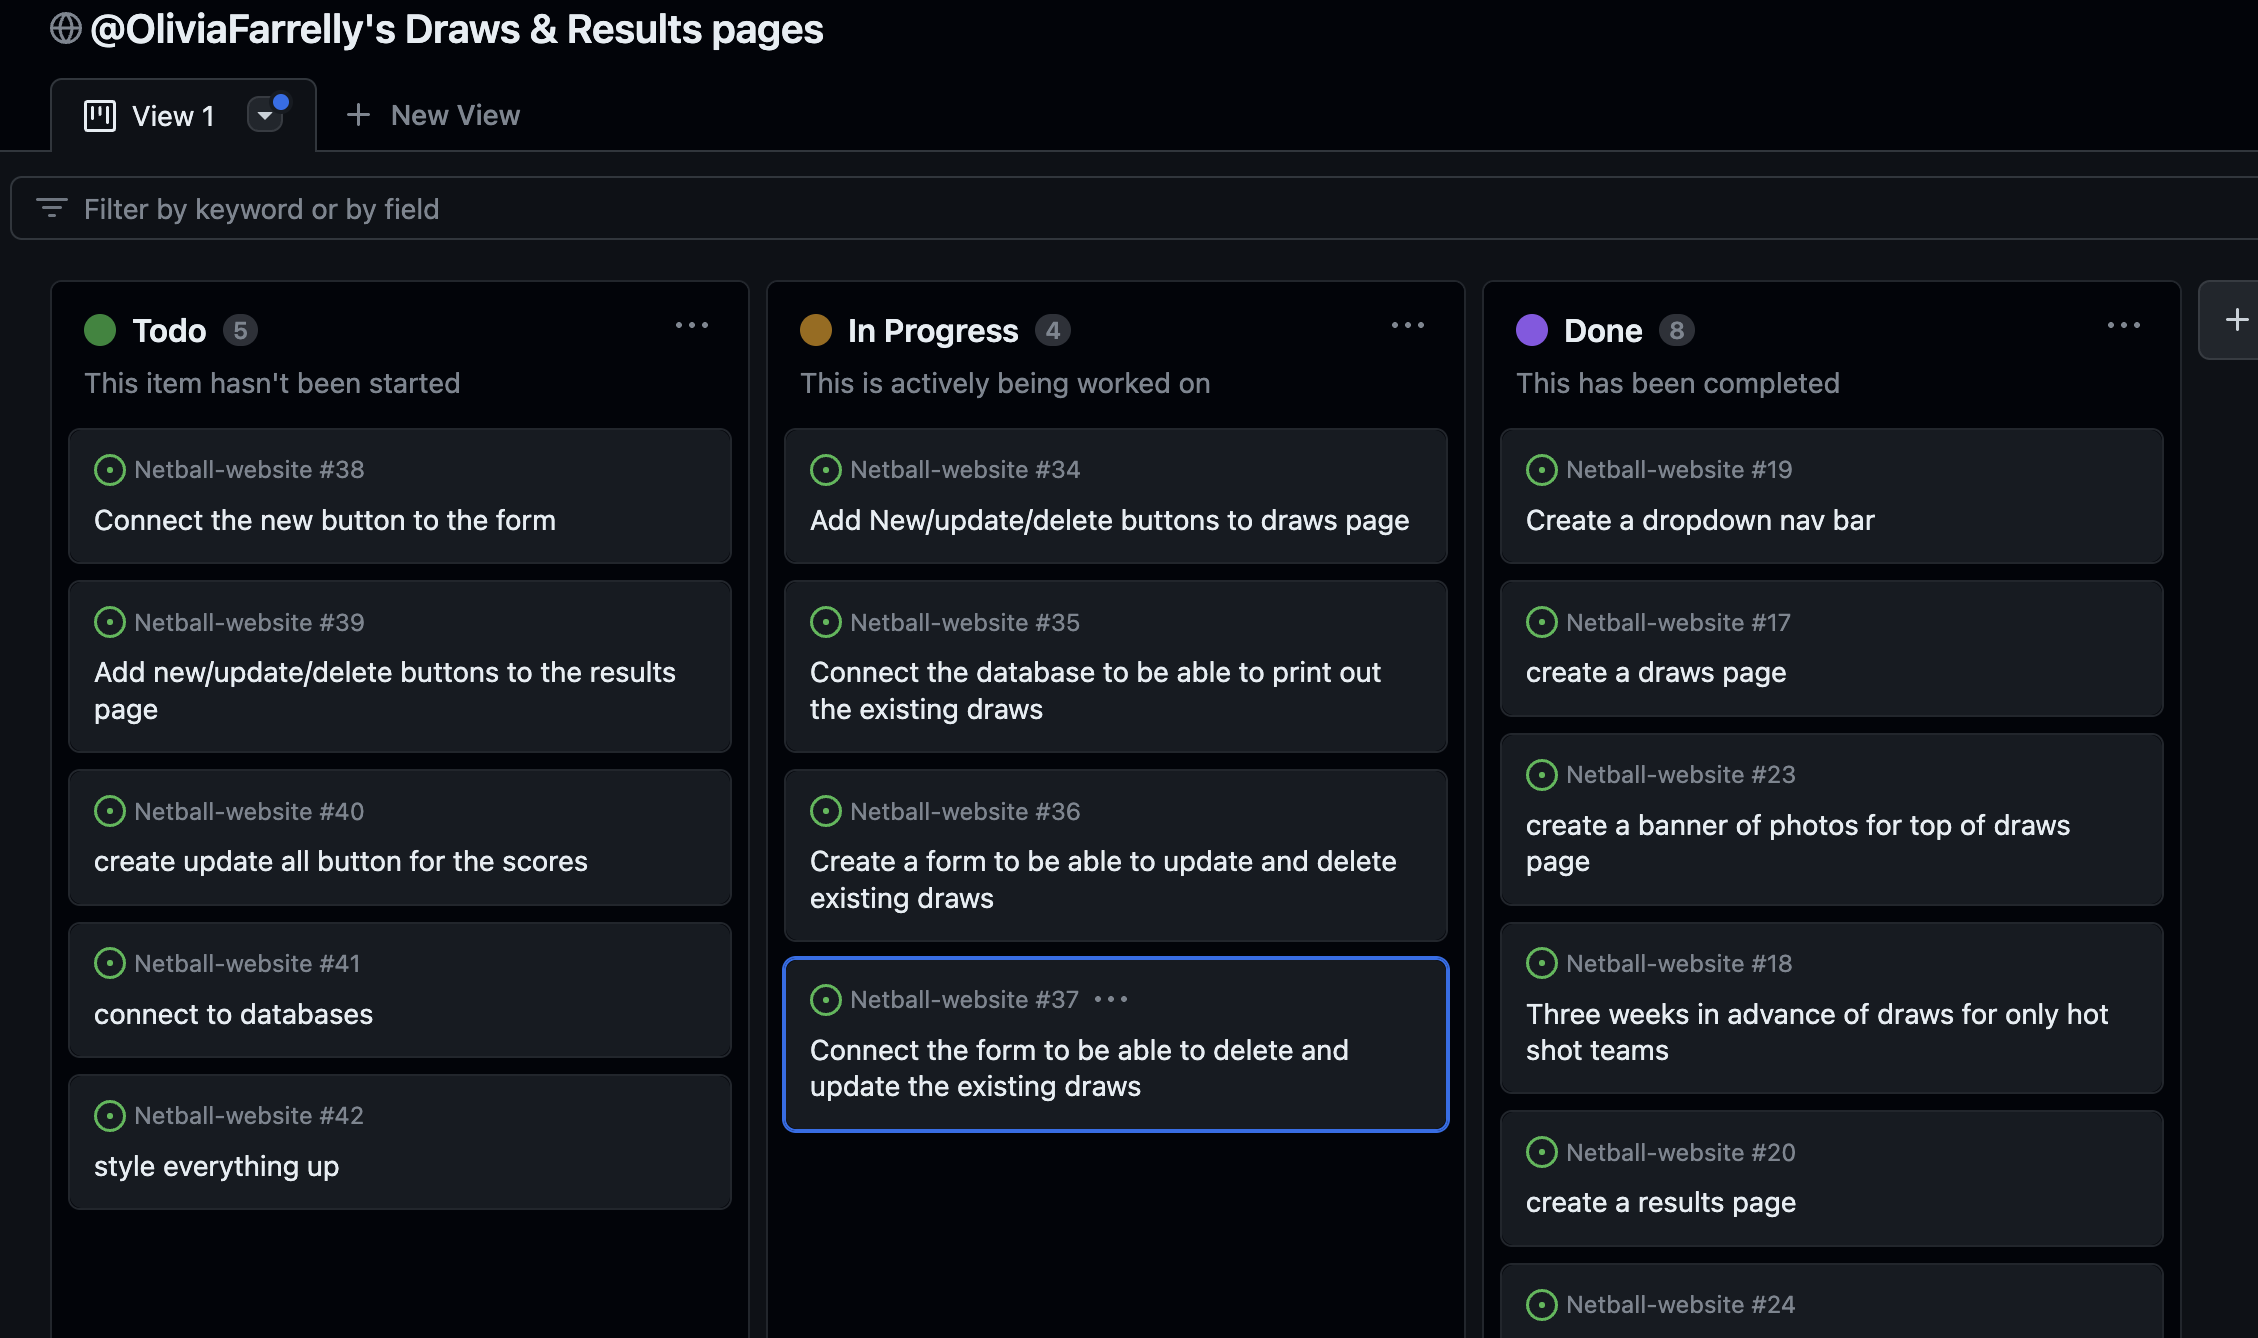 @OliviaFarrelly's Draws & Results pages
View 1
New View
Filter by keyword or by field
Todo 5
This item hasn't been started
Netball-website #38
Connect the new button to the form
Netball-website #39
Add new/update/delete buttons to the results
page
Netball-website #40
create update all button for the scores
Netball-website #41
connect to databases
Netball-website #42
style everything up
In Progress 4
This is actively being worked on
Netball-website #34
Add New/update/delete buttons to draws page
Netball-website #35
Connect the database to be able to print out
the existing draws
Netball-website #36
Create a form to be able to update and delete
existing draws
Netball-website #37
Connect the form to be able to delete and
update the existing draws
Done 8
This has been completed
Netball-website #19
Create a dropdown nav bar
Netball-website #17
create a draws page
Netball-website #23
create a banner of photos for top of draws
page
Netball-website #18
Three weeks in advance of draws for only hot
shot teams
Netball-website #20
create a results page
Netball-website #24